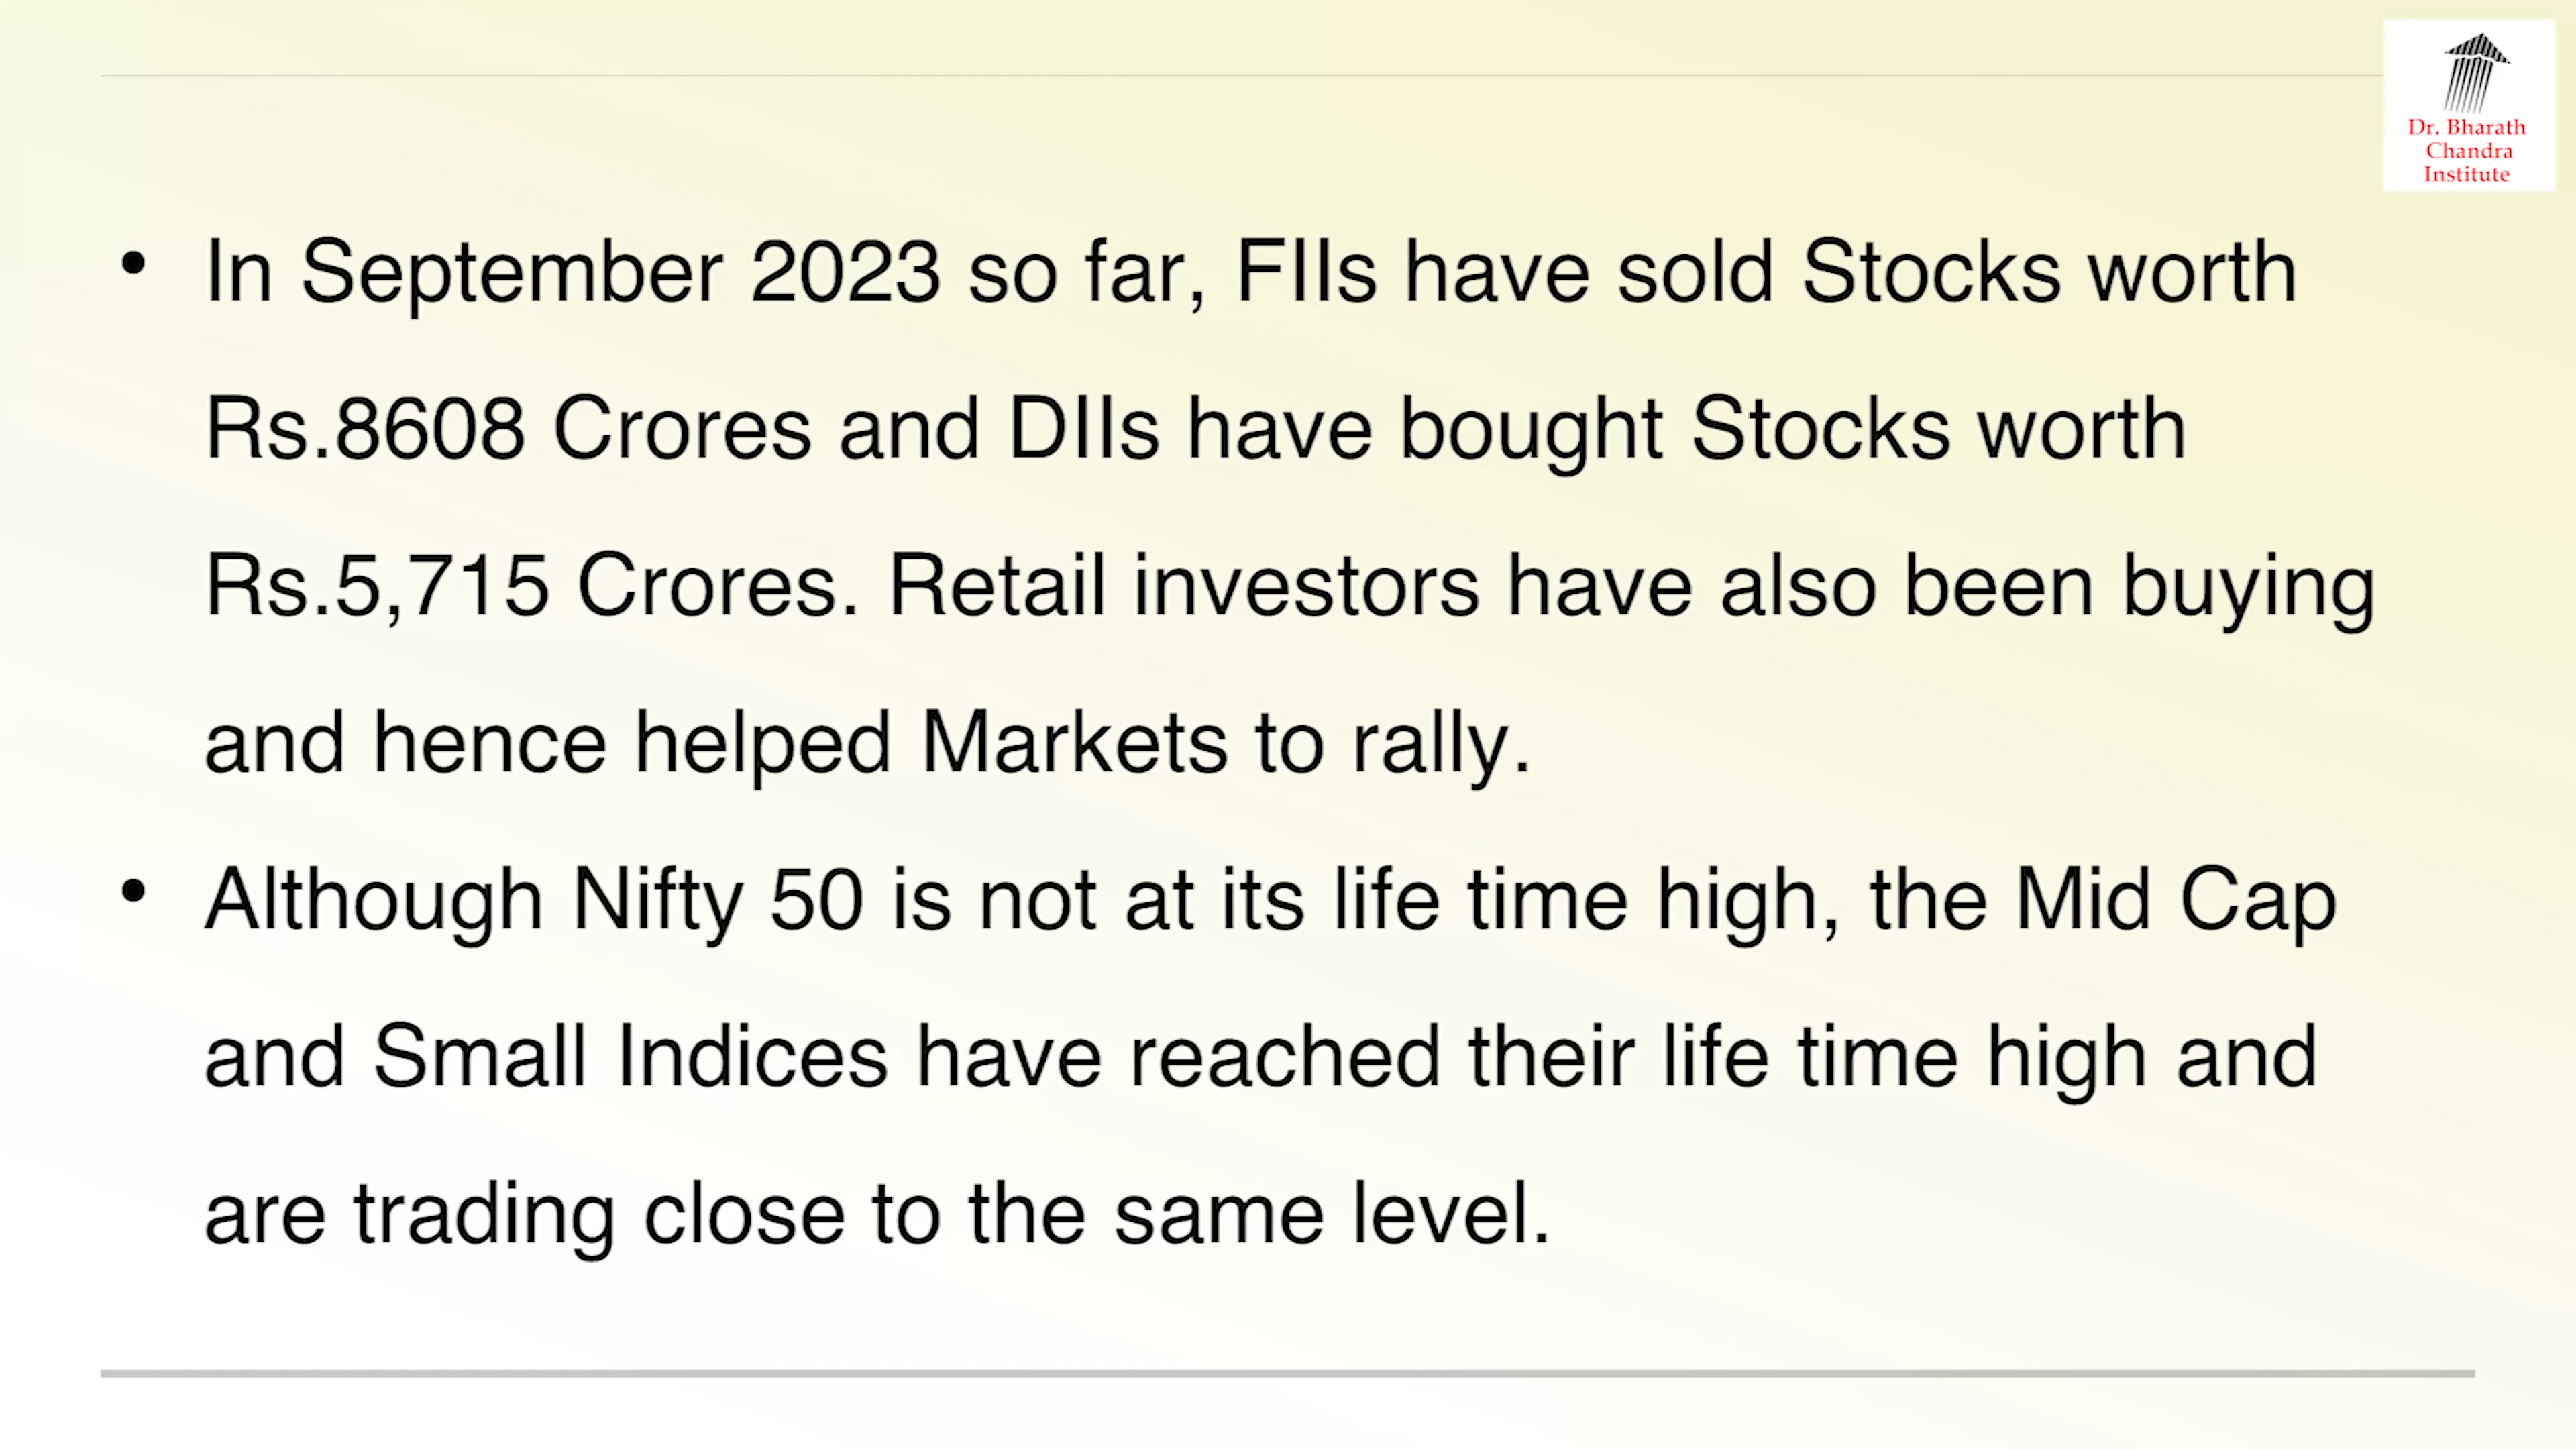 Dr. Bharath
Chandra
Institute
• In September 2023 so far, FIIs have sold Stocks worth
Rs.8608 Crores and DIIs have bought Stocks worth
Rs.5,715 Crores. Retail investors have also been buying
and hence helped Markets to rally.
• Although Nifty 50 is not at its life time high, the Mid Cap
and Small Indices have reached their life time high and
are trading close to the same level.